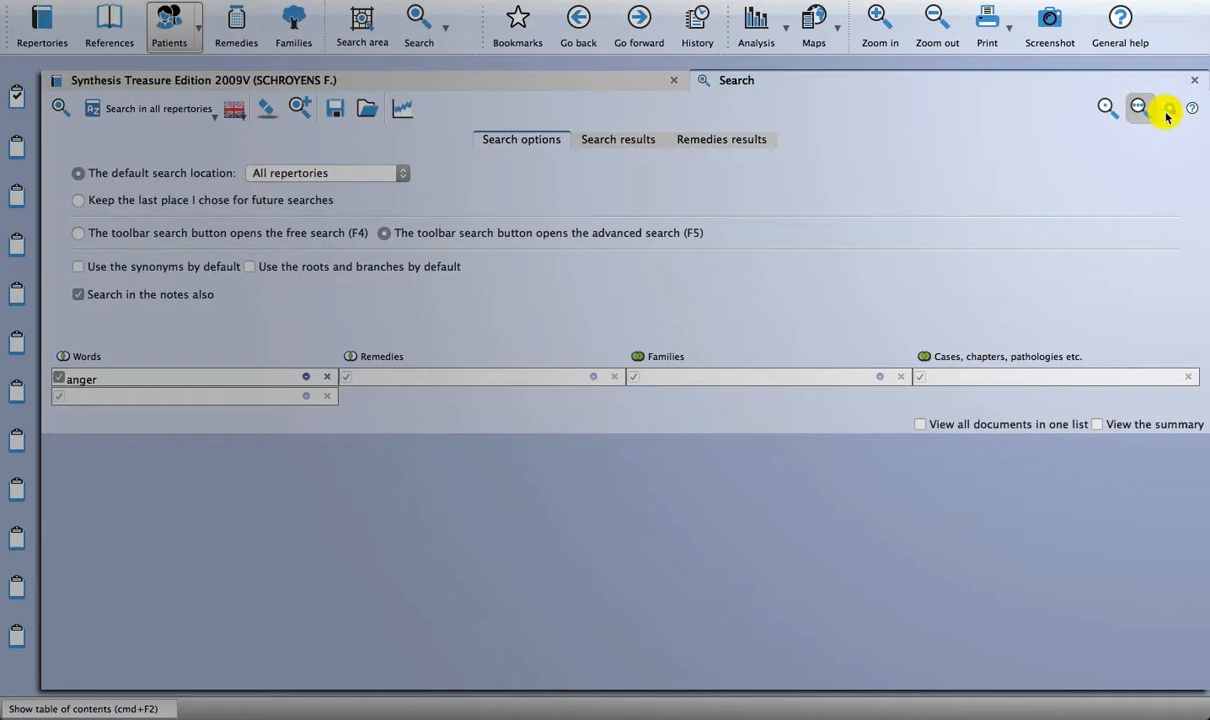 Repertories References Patients Remedies Families Search area Search Bookmarks Go back Go forward History Analysis Maps Zoom in Zoom out Print Screenshot General help
Synthesis Treasure Edition 2009V (SCHROYENS F.) Search
Search in all repertories
Search options Search results Remedies results
The default search location: All repertories
Keep the last place I chose for future searches
The toolbar search button opens the free search (F4) The toolbar search button opens the advanced search (F5)
Use the synonyms by default Use the roots and branches by default
Search in the notes also
Words Remedies Families Cases, chapters, pathologies etc.
anger
View all documents in one list View the summary
Show table of contents (cmd+F2)